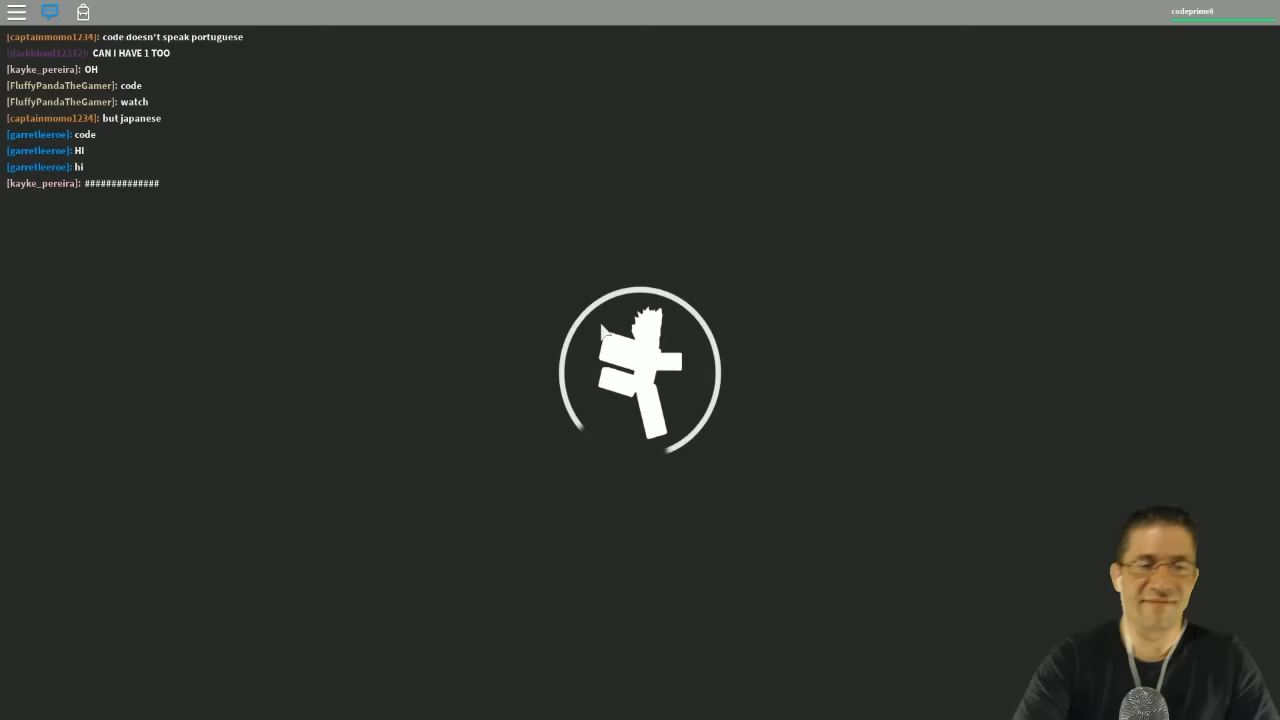 codeprime8
[captainmomo1234]: code doesn't speak portuguese
[darkblood12312]: CAN I HAVE 1 TOO
[kayke_pereira]: OH
[FluffyPandaTheGamer]: code
[FluffyPandaTheGamer]: watch
[captainmomo1234]: but japanese
[garretleeroe]: code
[garretleeroe]: HI
[garretleeroe]: hi
[kayke_pereira]: ##############